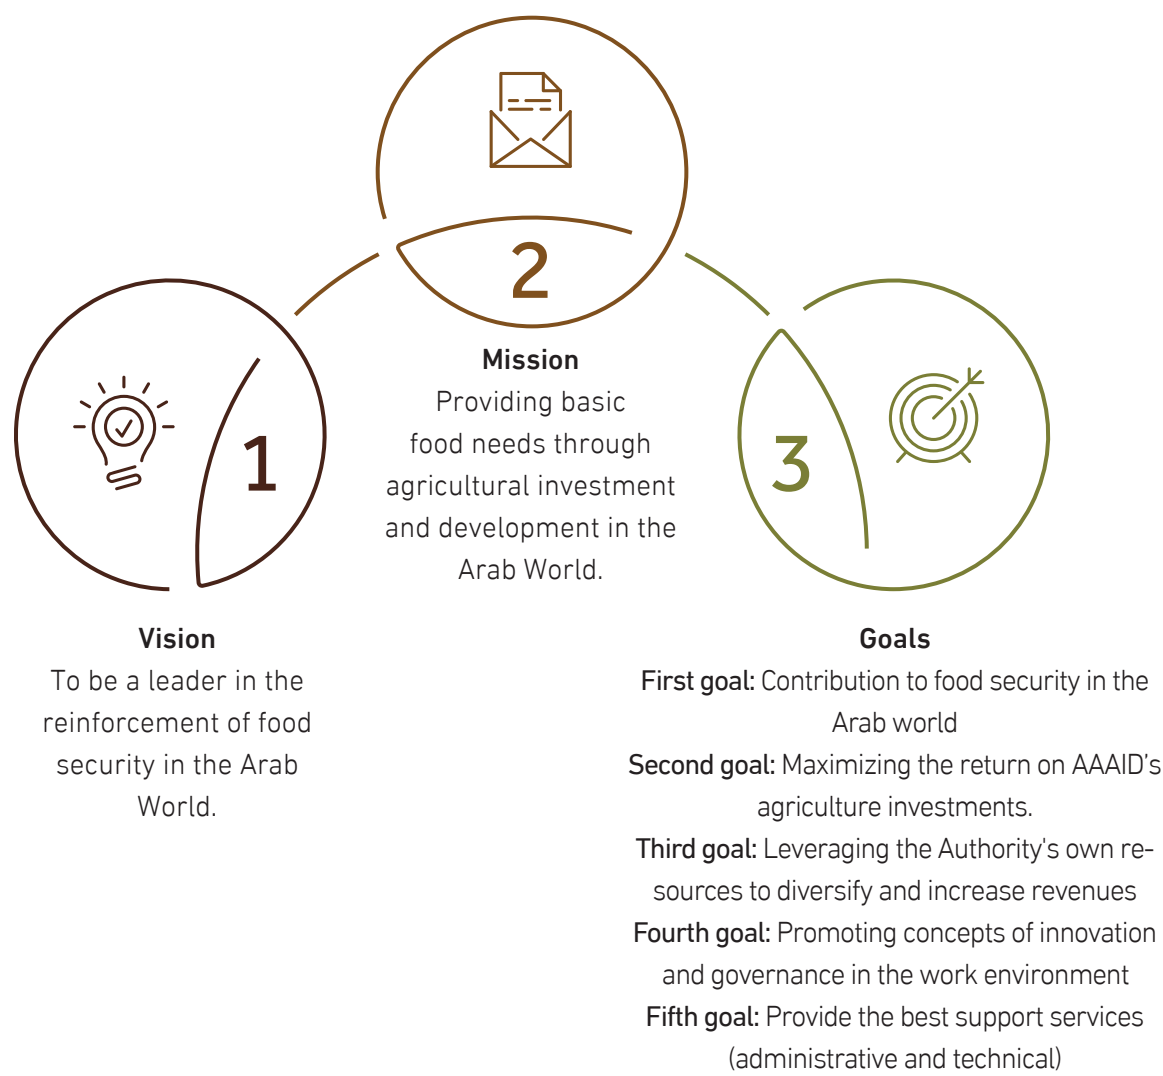 1
Vision
To be a leader in the
reinforcement of food
security in the Arab
World.
2
Mission
Providing basic
food needs through
agricultural investment
and development in the
Arab World.
3
Goals
First goal: Contribution to food security in the
Arab world
Second goal: Maximizing the return on AAAID’s
agriculture investments.
Third goal: Leveraging the Authority's own re-
sources to diversify and increase revenues
Fourth goal: Promoting concepts of innovation
and governance in the work environment
Fifth goal: Provide the best support services
(administrative and technical)